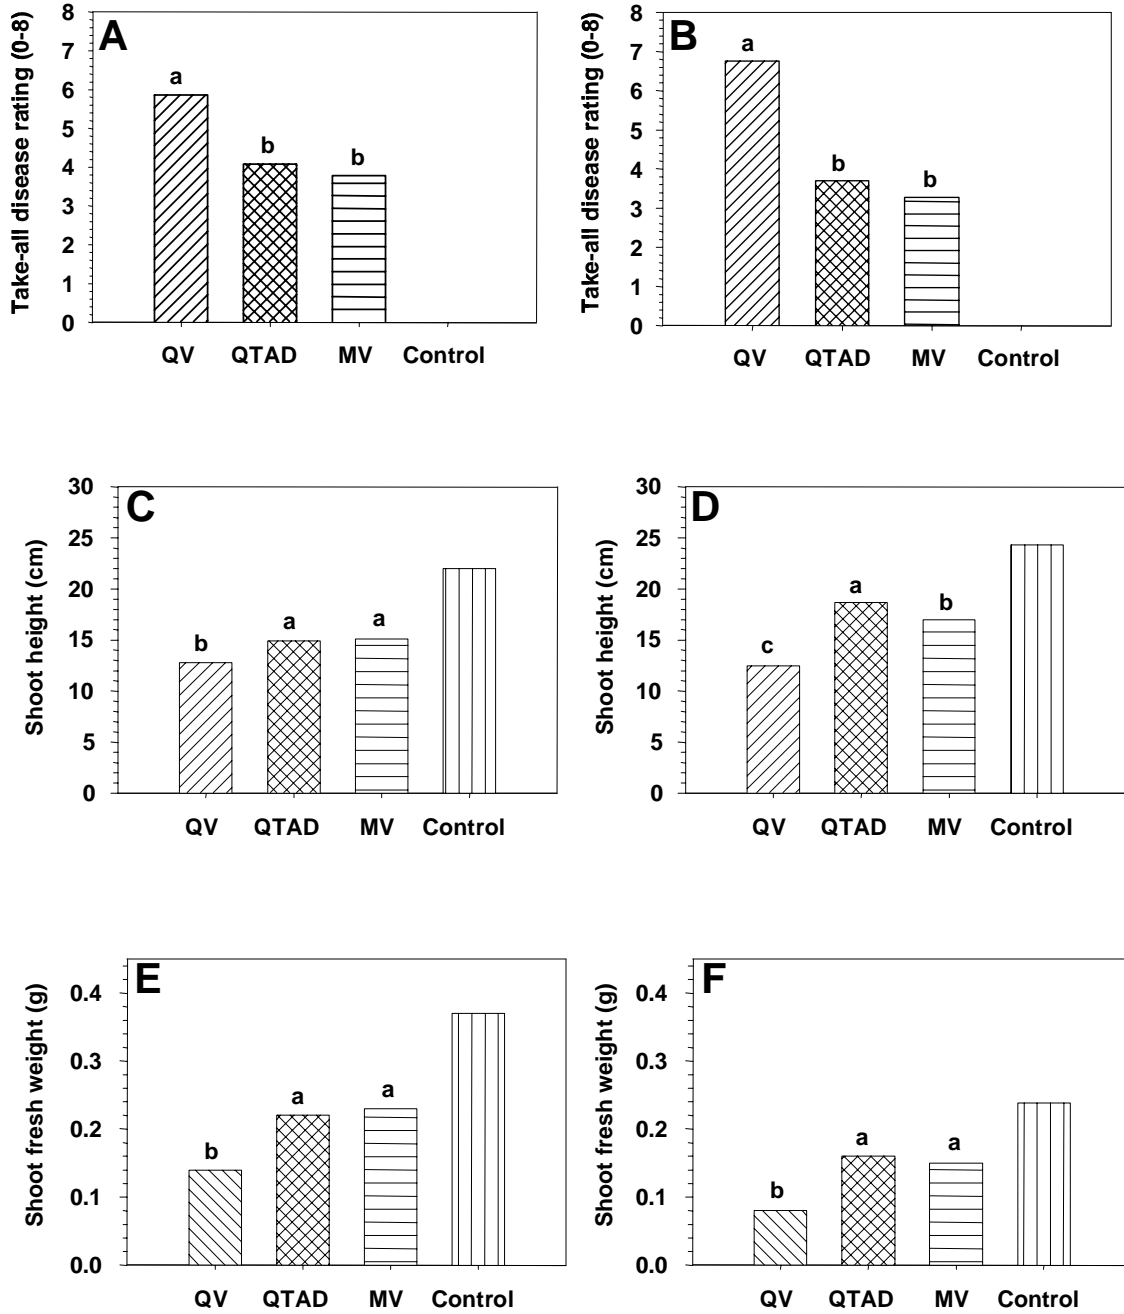 A
Take-all disease rating (0-8)
8
7
6
5
4
3
2
1
0
a
b
b
QV QTAD MV Control
B
Take-all disease rating (0-8)
8
7
6
5
4
3
2
1
0
a
b
b
QV QTAD MV Control
C
Shoot height (cm)
30
25
20
15
10
5
0
b
a
a
QV QTAD MV Control
D
Shoot height (cm)
30
25
20
15
10
5
0
c
a
b
QV QTAD MV Control
E
Shoot fresh weight (g)
0.4
0.3
0.2
0.1
0.0
b
a
a
QV QTAD MV Control
F
Shoot fresh weight (g)
0.4
0.3
0.2
0.1
0.0
b
a
a
QV QTAD MV Control